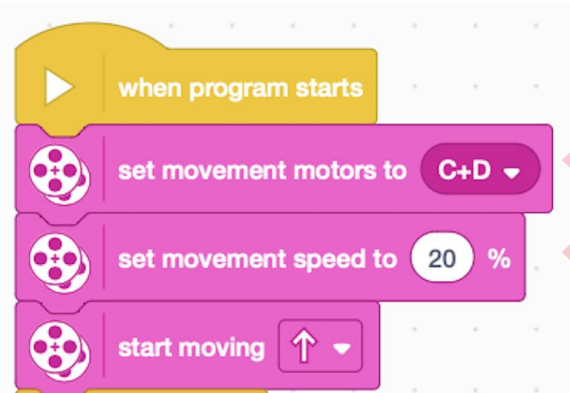 when program starts
set movement motors to C+D
set movement speed to 20 %
start moving